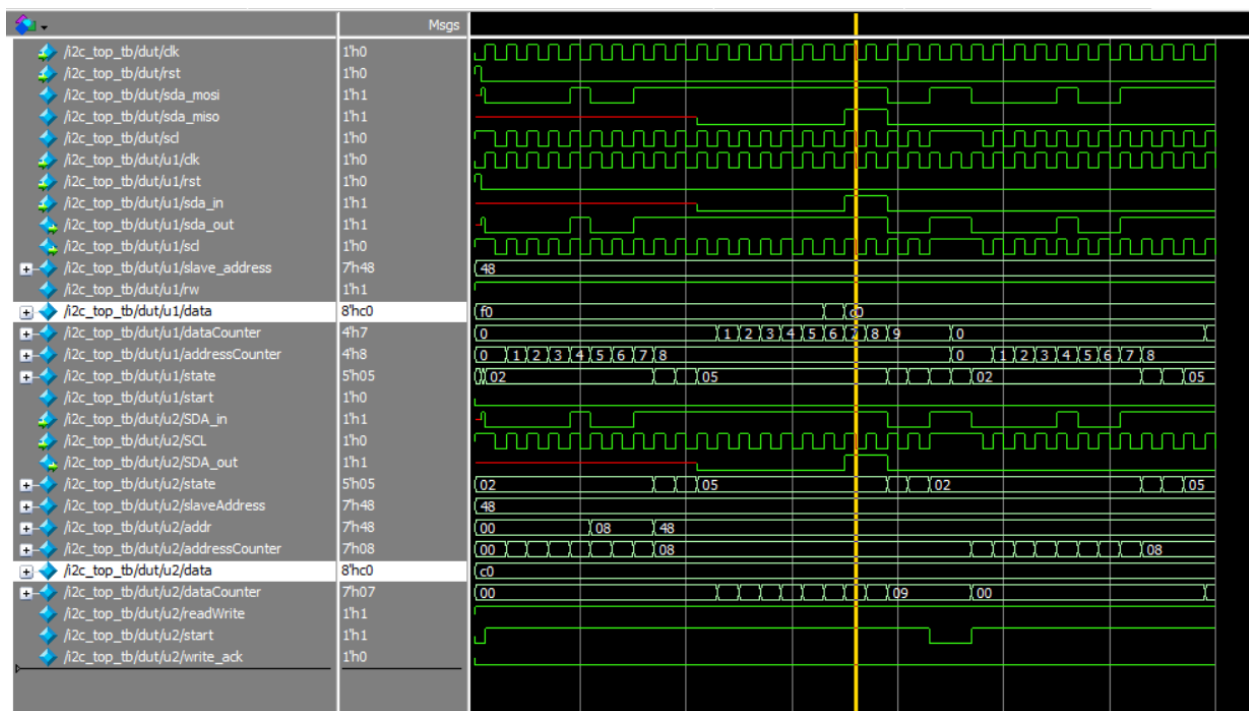 Msgs
/i2c_top_tb/dut/clk 1'h0
/i2c_top_tb/dut/rst 1'h0
/i2c_top_tb/dut/sda_mosi 1'h1
/i2c_top_tb/dut/sda_miso 1'h1
/i2c_top_tb/dut/scl 1'h0
/i2c_top_tb/dut/u1/clk 1'h0
/i2c_top_tb/dut/u1/rst 1'h0
/i2c_top_tb/dut/u1/sda_in 1'h1
/i2c_top_tb/dut/u1/sda_out 1'h1
/i2c_top_tb/dut/u1/scl 1'h0
/i2c_top_tb/dut/u1/slave_address 7'h48 48
/i2c_top_tb/dut/u1/rw 1'h1
/i2c_top_tb/dut/u1/data 8'hc0 f0 c0
/i2c_top_tb/dut/u1/dataCounter 4'h7 0 1 2 3 4 5 6 7 8 9 0
/i2c_top_tb/dut/u1/addressCounter 4'h8 0 1 2 3 4 5 6 7 8 0 1 2 3 4 5 6 7 8
/i2c_top_tb/dut/u1/state 5'h05 02 05 02 05
/i2c_top_tb/dut/u1/start 1'h0
/i2c_top_tb/dut/u2/SDA_in 1'h1
/i2c_top_tb/dut/u2/SCL 1'h0
/i2c_top_tb/dut/u2/SDA_out 1'h1
/i2c_top_tb/dut/u2/state 5'h05 02 05 02 05
/i2c_top_tb/dut/u2/slaveAddress 7'h48 48
/i2c_top_tb/dut/u2/addr 7'h48 00 08 48
/i2c_top_tb/dut/u2/addressCounter 7'h08 00 08 08
/i2c_top_tb/dut/u2/data 8'hc0 c0
/i2c_top_tb/dut/u2/dataCounter 7'h07 00 09 00
/i2c_top_tb/dut/u2/readWrite 1'h1
/i2c_top_tb/dut/u2/start 1'h1
/i2c_top_tb/dut/u2/write_ack 1'h0